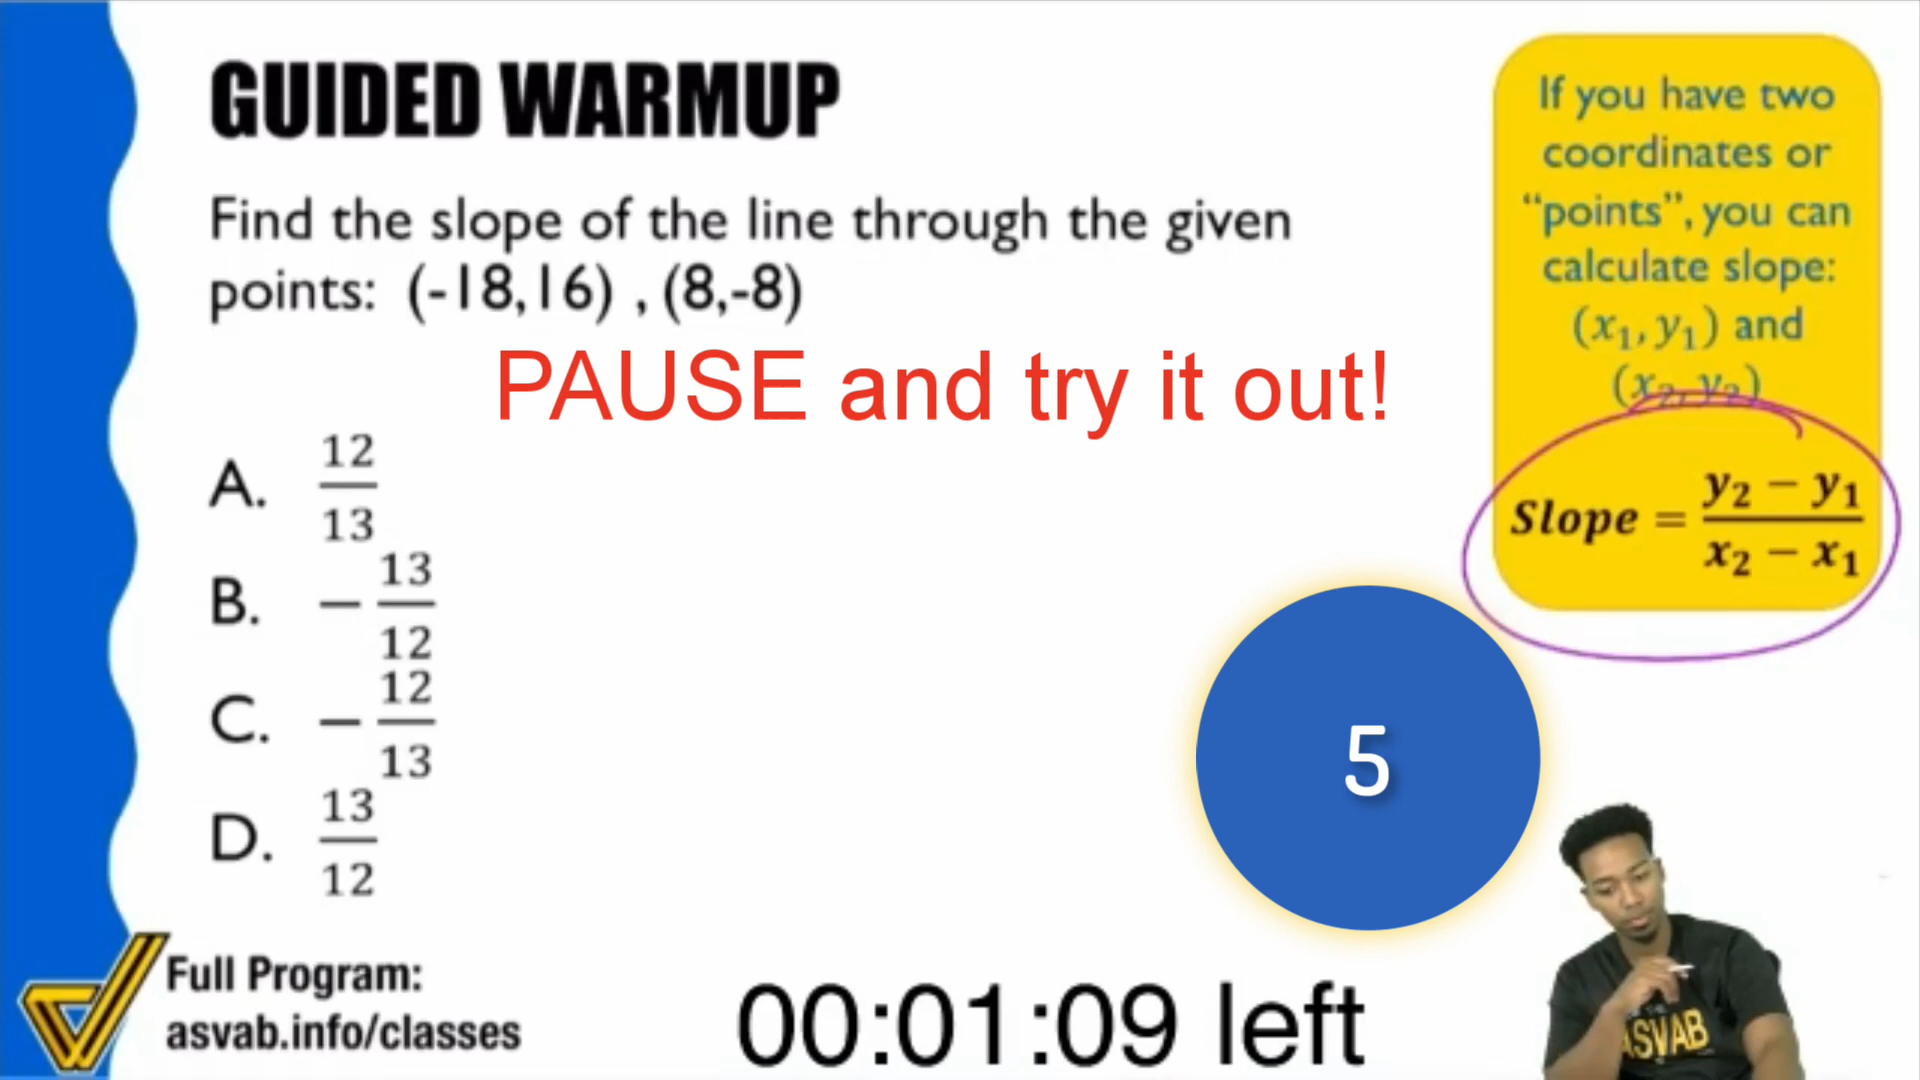 GUIDED WARMUP
Find the slope of the line through the given
points: (-18,16) , (8,-8)
PAUSE and try it out!
A. 12/13
B. - 13/12
C. - 12/13
D. 13/12
If you have two
coordinates or
“points”, you can
calculate slope:
(x₁, y₁) and
(x₂, y₂)
Slope = y₂ − y₁ / x₂ − x₁
5
Full Program:
asvab.info/classes
00:01:09 left
ASVAB